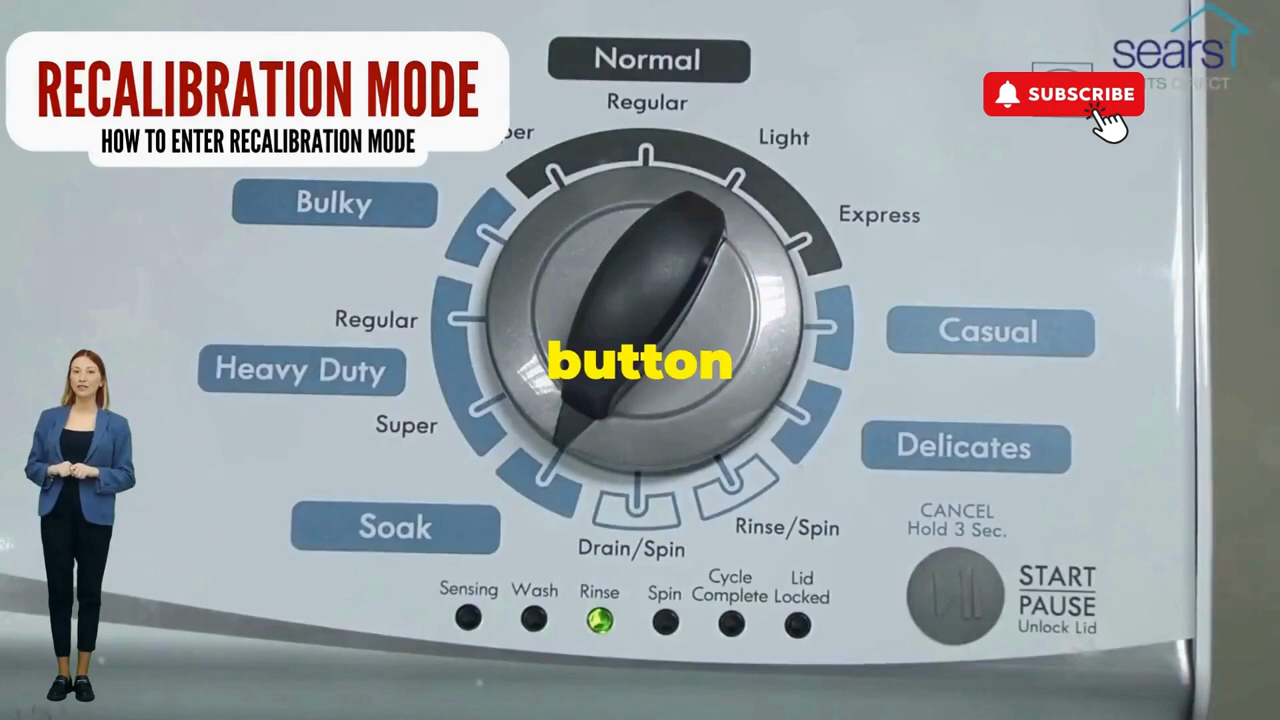 sears
RECALIBRATION MODE
HOW TO ENTER RECALIBRATION MODE
Normal
SUBSCRIBE
DIRECT
Regular
Light
Bulky
Express
Regular
Casual
button
Heavy Duty
Super
Delicates
Soak
Rinse/Spin
Drain/Spin
CANCEL
Hold 3 Sec.
Sensing
Wash
Rinse
Spin
Cycle
Complete
Lid
Locked
START
PAUSE
Unlock Lid